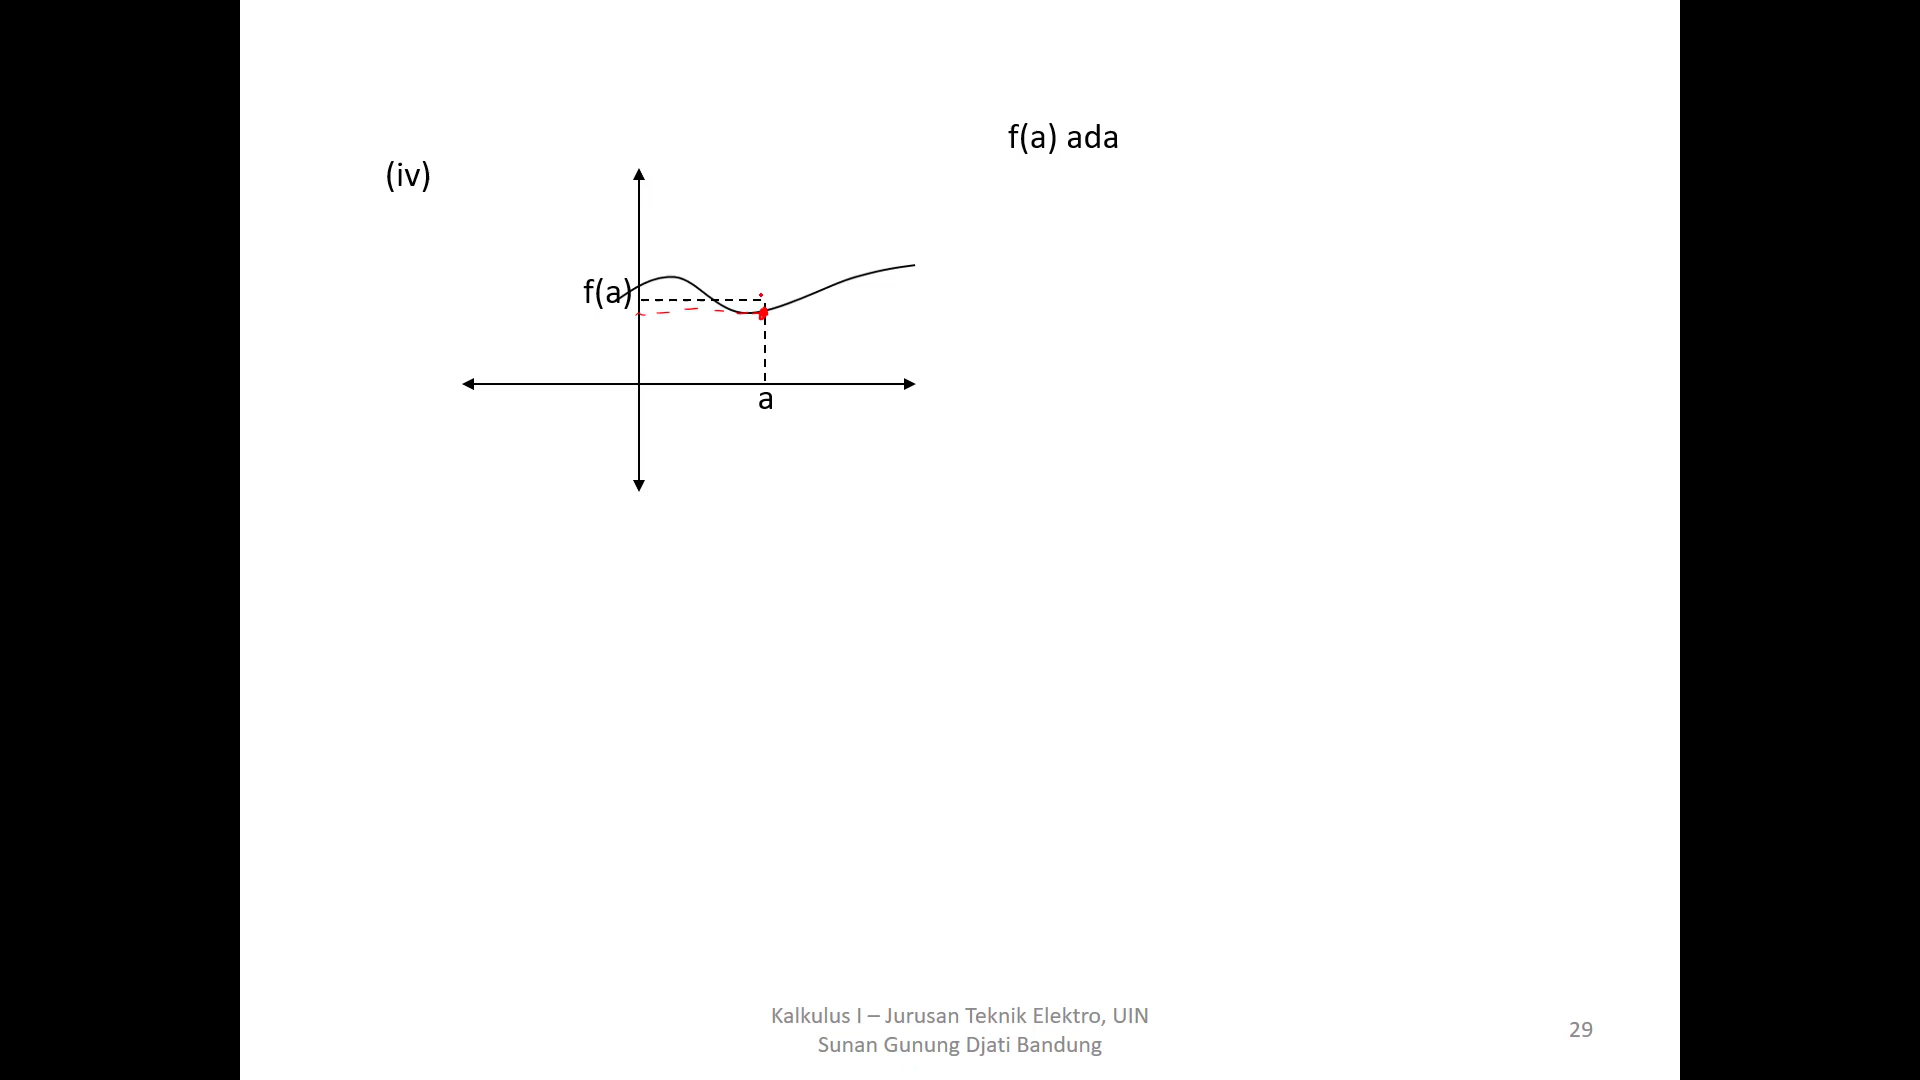 f(a) ada
(iv)
f(a)
a
Kalkulus I – Jurusan Teknik Elektro, UIN
Sunan Gunung Djati Bandung
29